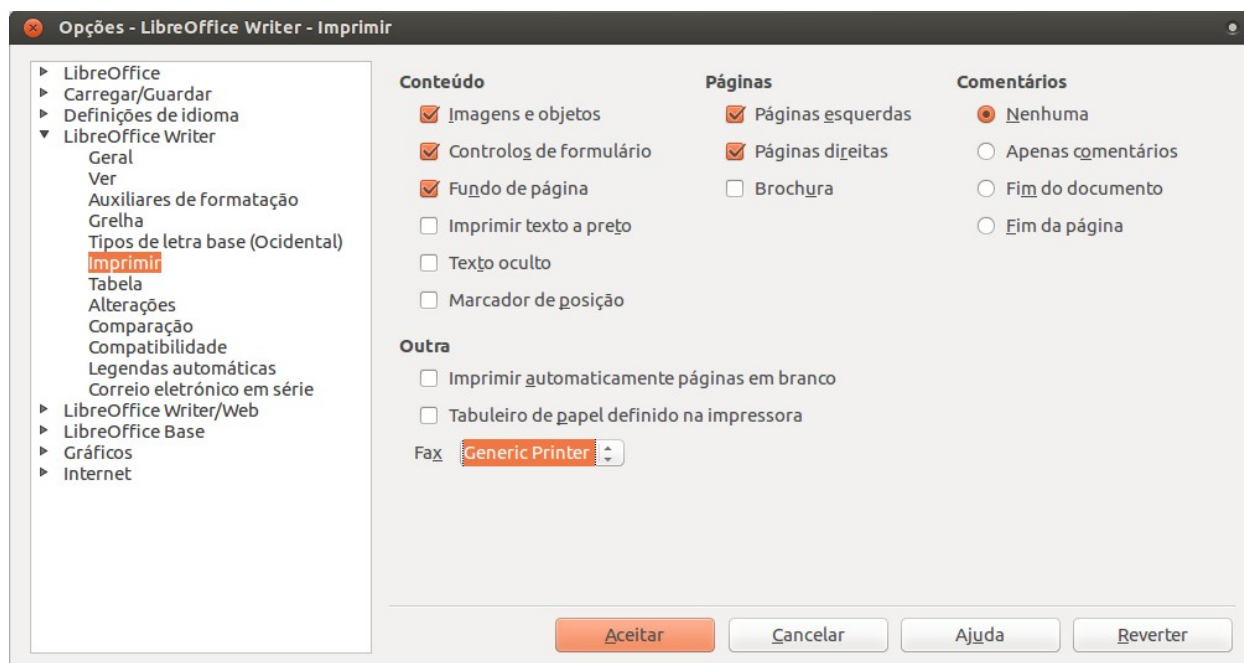 Opções - LibreOffice Writer - Imprimir
LibreOffice
Carregar/Guardar
Definições de idioma
LibreOffice Writer
Geral
Ver
Auxiliares de formatação
Grelha
Tipos de letra base (Ocidental)
Imprimir
Tabela
Alterações
Comparação
Compatibilidade
Legendas automáticas
Correio eletrónico em série
LibreOffice Writer/Web
LibreOffice Base
Gráficos
Internet
Conteúdo
Imagens e objetos
Controlos de formulário
Fundo de página
Imprimir texto a preto
Texto oculto
Marcador de posição
Páginas
Páginas esquerdas
Páginas direitas
Brochura
Comentários
Nenhuma
Apenas comentários
Fim do documento
Fim da página
Outra
Imprimir automaticamente páginas em branco
Tabuleiro de papel definido na impressora
Fax Generic Printer
Aceitar Cancelar Ajuda Reverter